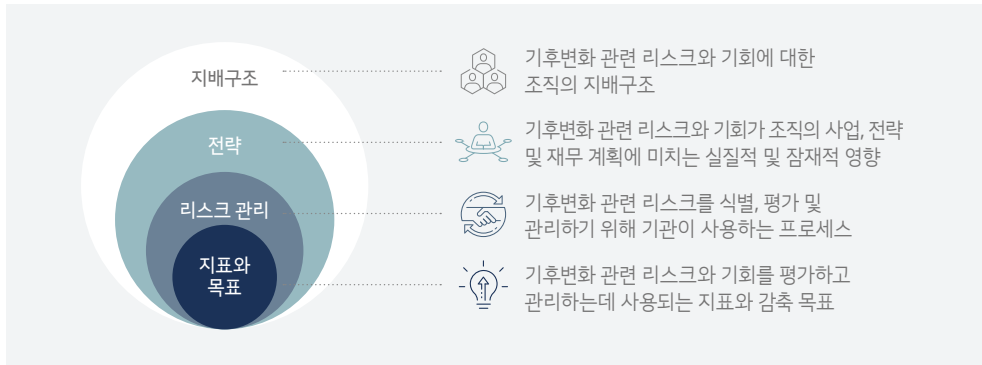 지배구조
기후변화 관련 리스크와 기회에 대한
조직의 지배구조
전략
기후변화 관련 리스크와 기회가 조직의 사업, 전략
및 재무 계획에 미치는 실질적 및 잠재적 영향
리스크 관리
기후변화 관련 리스크를 식별, 평가 및
관리하기 위해 기관이 사용하는 프로세스
지표와
목표
기후변화 관련 리스크와 기회를 평가하고
관리하는데 사용되는 지표와 감축 목표